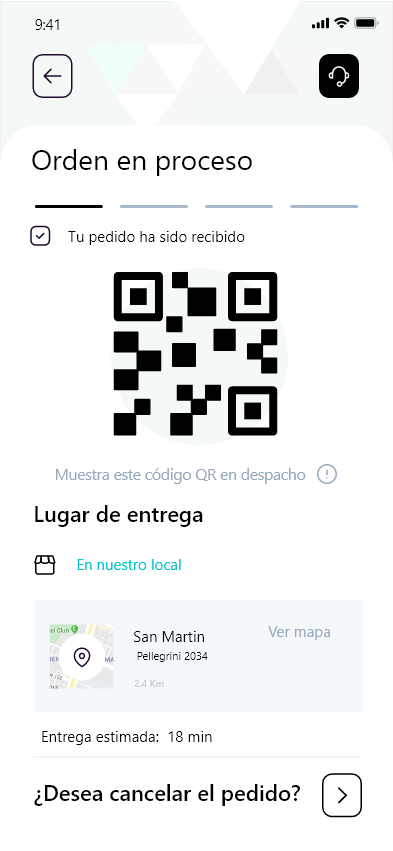 9:41
Orden en proceso
Tu pedido ha sido recibido
Muestra este código QR en despacho
Lugar de entrega
En nuestro local
San Martin
Ver mapa
Pellegrini 2034
2.4 Km
Entrega estimada: 18 min
¿Desea cancelar el pedido?